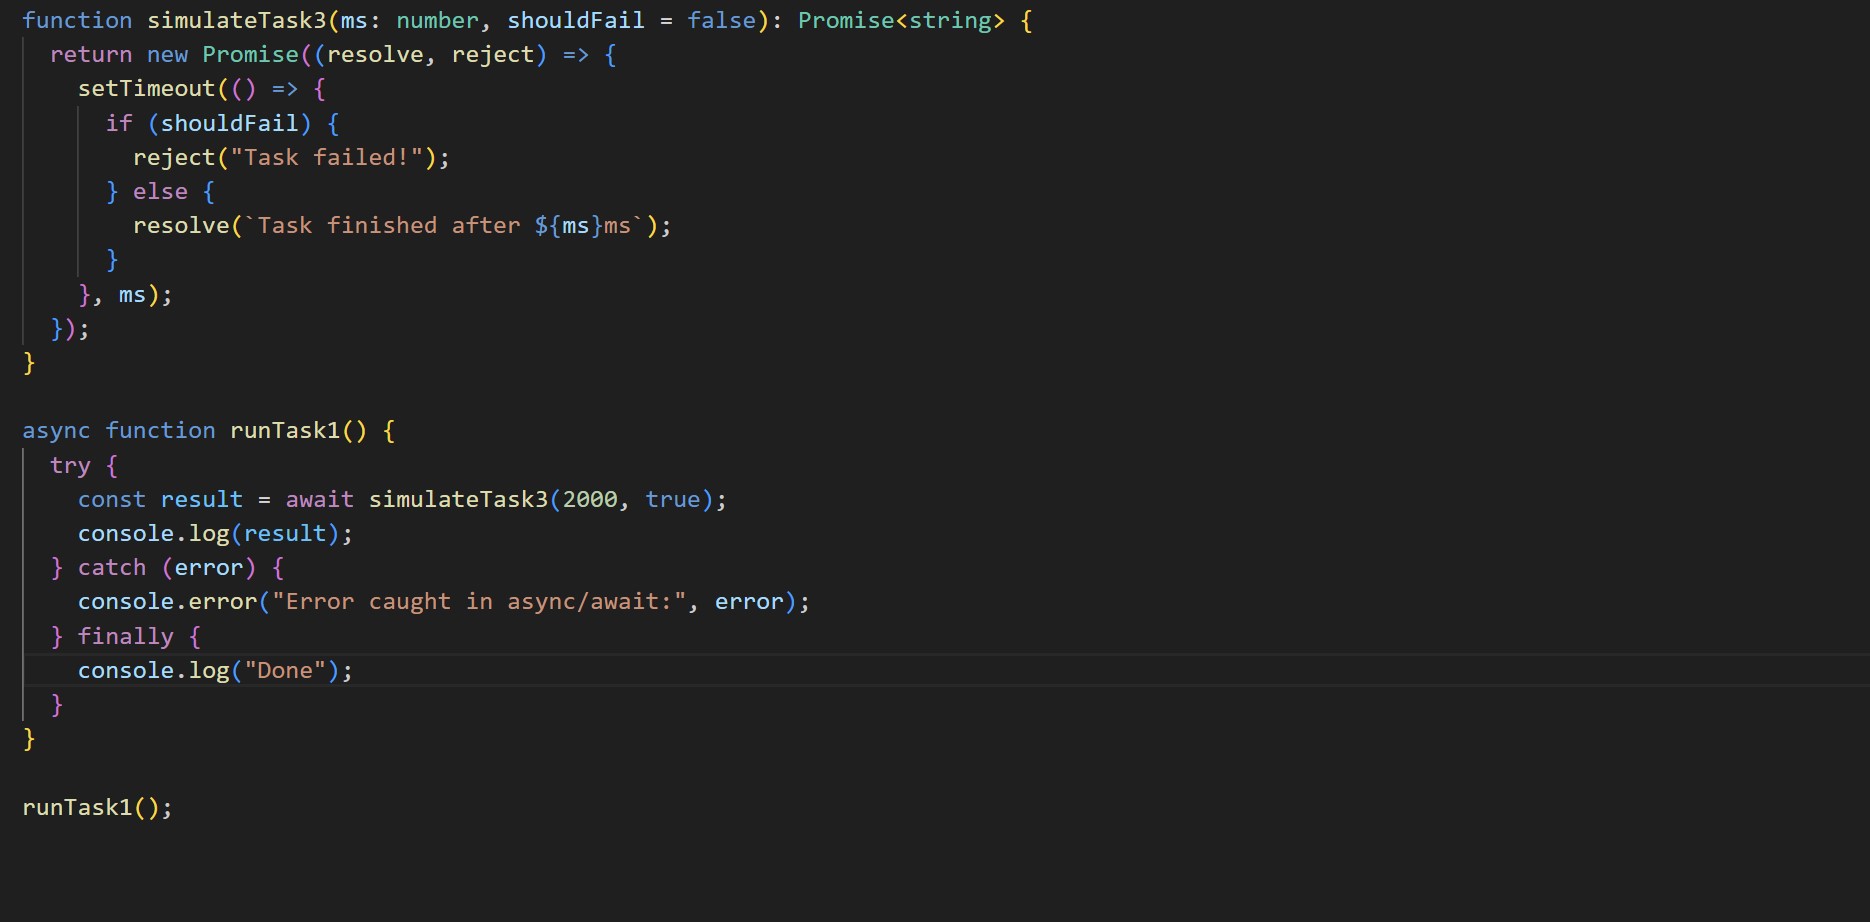 function simulateTask3(ms: number, shouldFail = false): Promise<string> {
  return new Promise((resolve, reject) => {
    setTimeout(() => {
      if (shouldFail) {
        reject("Task failed!");
      } else {
        resolve(`Task finished after ${ms}ms`);
      }
    }, ms);
  });
}

async function runTask1() {
  try {
    const result = await simulateTask3(2000, true);
    console.log(result);
  } catch (error) {
    console.error("Error caught in async/await:", error);
  } finally {
    console.log("Done");
  }
}

runTask1();